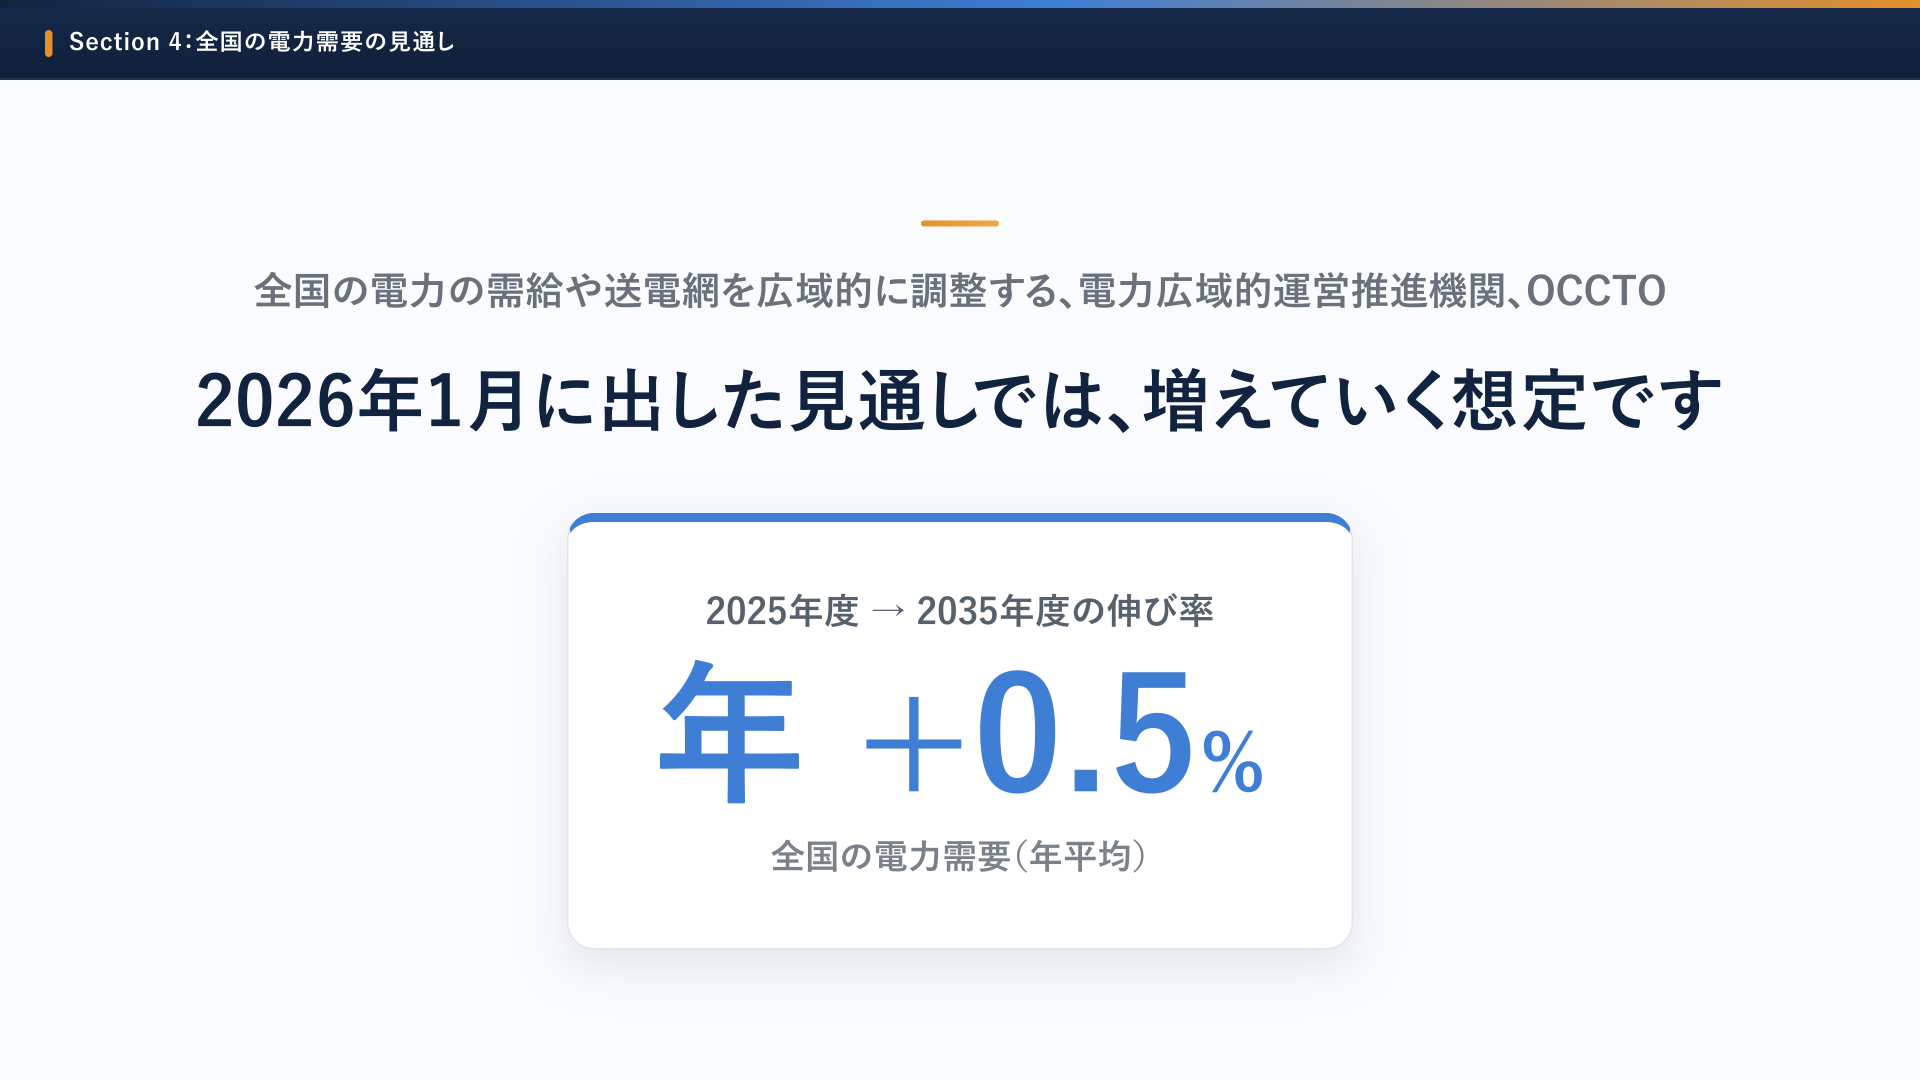 Section 4：全国の電力需要の見通し
全国の電力の需給や送電網を広域的に調整する、電力広域的運営推進機関、OCCTO
2026年1月に出した見通しでは、増えていく想定です
2025年度 → 2035年度の伸び率
年 ＋0.5%
全国の電力需要（年平均）